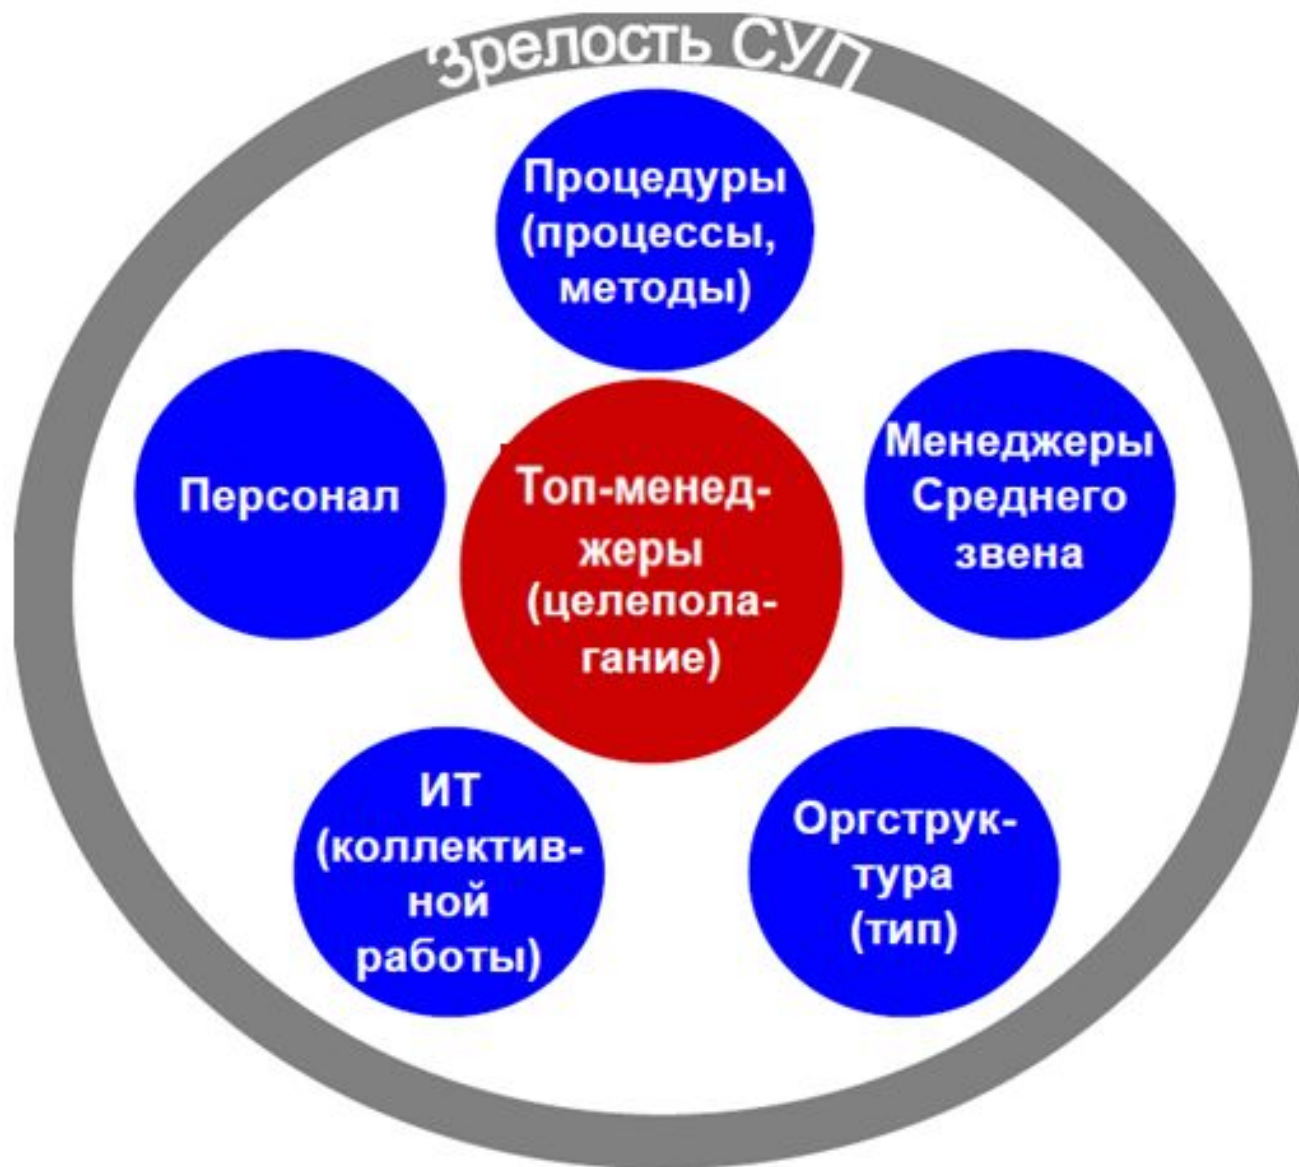 Зрелость СУП
Процедуры
(процессы,
методы)
Персонал
Топ-менед-
жеры
(целепола-
гание)
Менеджеры
Среднего
звена
ИТ
(коллектив-
ной
работы)
Оргструк-
тура
(тип)